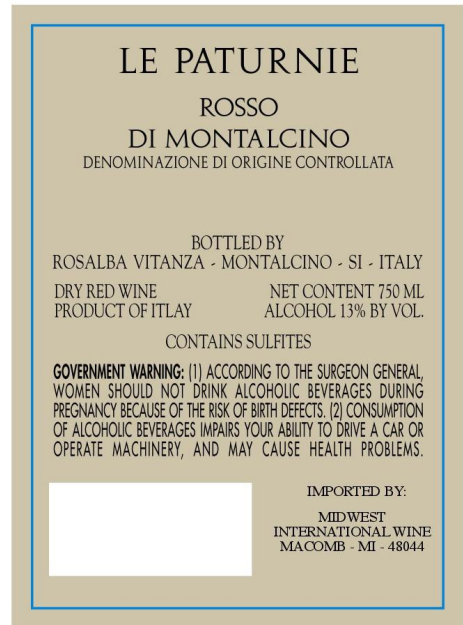 LE PATURNIE
ROSSO
DI MONTALCINO
DENOMINAZIONE DI ORIGINE CONTROLLATA
BOTTLED BY
ROSALBA VITANZA - MONTALCINO - SI - ITALY
DRY RED WINE NET CONTENT 750 ML
PRODUCT OF ITLAY ALCOHOL 13% BY VOL.
CONTAINS SULFITES
GOVERNMENT WARNING: (1) ACCORDING TO THE SURGEON GENERAL,
WOMEN SHOULD NOT DRINK ALCOHOLIC BEVERAGES DURING
PREGNANCY BECAUSE OF THE RISK OF BIRTH DEFECTS. (2) CONSUMPTION
OF ALCOHOLIC BEVERAGES IMPAIRS YOUR ABILITY TO DRIVE A CAR OR
OPERATE MACHINERY, AND MAY CAUSE HEALTH PROBLEMS.
IMPORTED BY:
MIDWEST
INTERNATIONAL WINE
MACOMB - MI - 48044